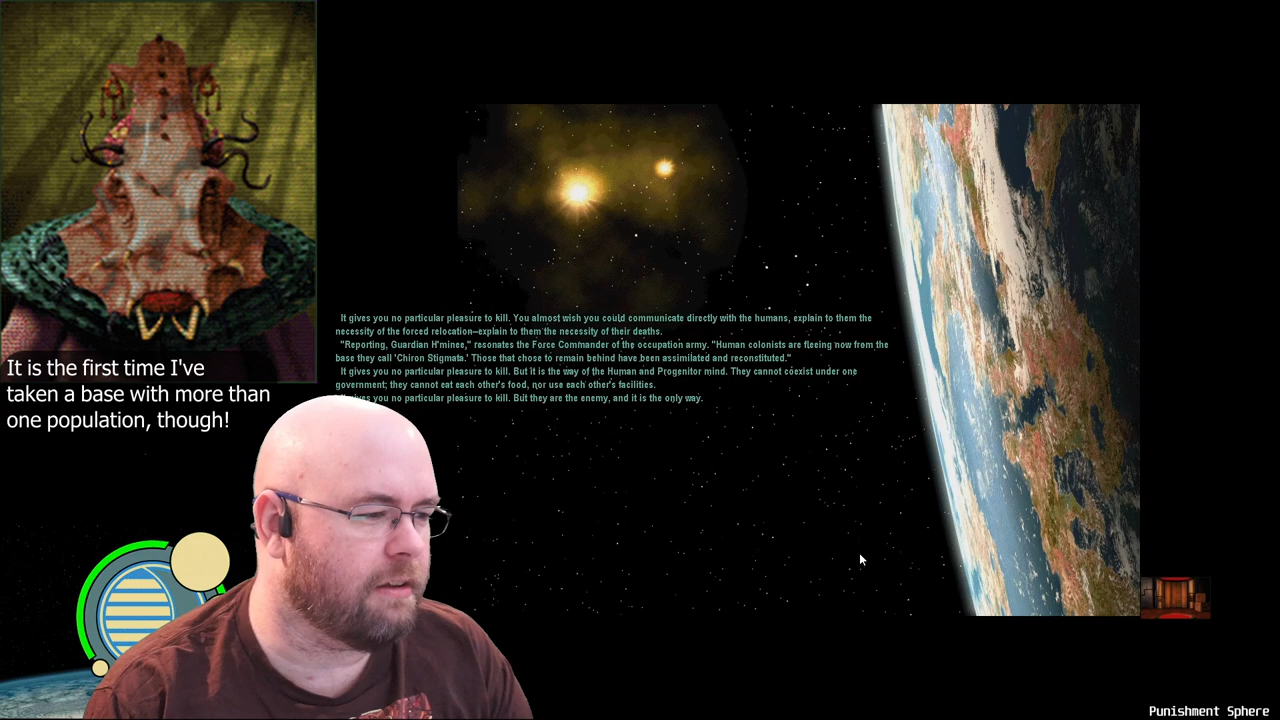 It gives you no particular pleasure to kill. You almost wish you could communicate directly with the humans, explain to them the
necessity of the forced relocation—explain to them the necessity of their deaths.
"Reporting, Guardian H'minee," resonates the Force Commander of the occupation army. "Human colonists are fleeing now from the
base they call 'Chiron Stigmata.' Those that chose to remain behind have been assimilated and reconstituted."
It gives you no particular pleasure to kill. But it is the way of the Human and Progenitor mind. They cannot coexist under one
government; they cannot eat each other's food, nor use each other's facilities.
gives you no particular pleasure to kill. But they are the enemy, and it is the only way.
It is the first time I've
taken a base with more than
one population, though!
Punishment Sphere